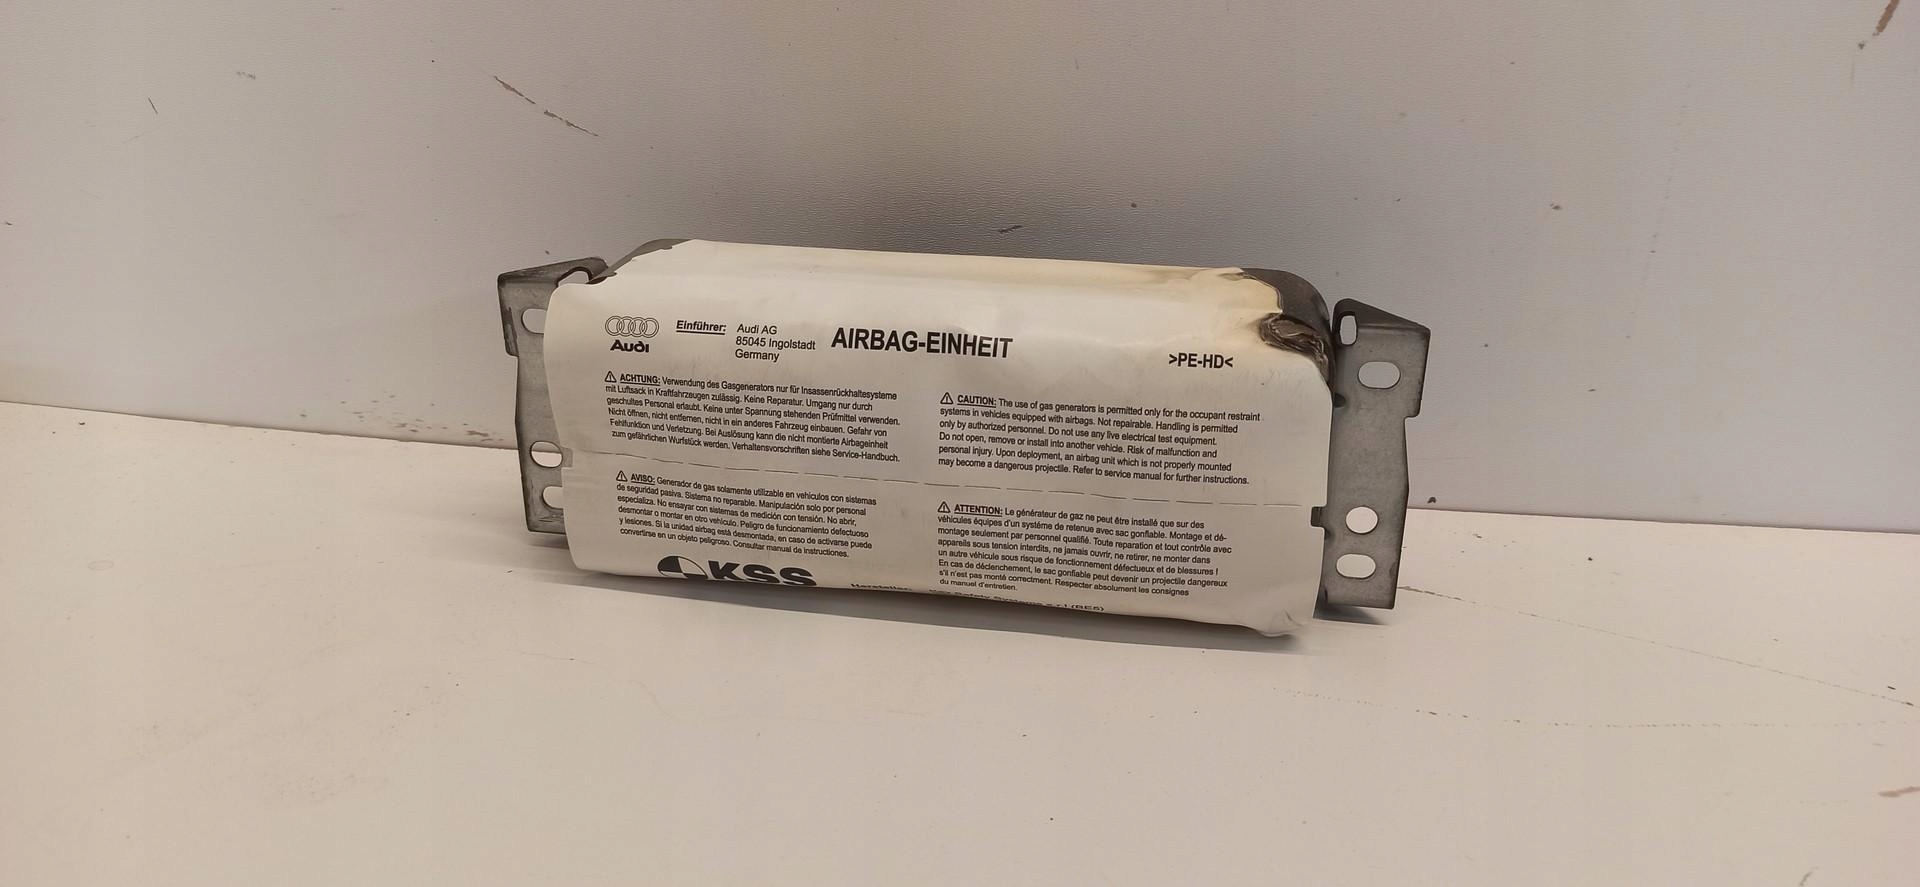 Audi
Einführer: Audi AG
85045 Ingolstadt
Germany
AIRBAG-EINHEIT
>PE-HD<
⚠ ACHTUNG: Verwendung des Gasgenerators nur für Insassenrückhaltesysteme
mit Luftsack in Kraftfahrzeugen zulässig. Keine Reparatur. Umgang nur durch
geschultes Personal erlaubt. Keine unter Spannung stehenden Prüfmittel verwenden.
Nicht öffnen, nicht entfernen, nicht in ein anderes Fahrzeug einbauen. Gefahr von
Fehlfunktion und Verletzung. Bei Auslösung kann die nicht montierte Airbageinheit
zum gefährlichen Wurfstück werden. Verhaltensvorschriften siehe Service-Handbuch.
⚠ CAUTION: The use of gas generators is permitted only for the occupant restraint
systems in vehicles equipped with airbags. Not repairable. Handling is permitted
only by authorized personnel. Do not use any live electrical test equipment.
Do not open, remove or install into another vehicle. Risk of malfunction and
personal injury. Upon deployment, an airbag unit which is not properly mounted
may become a dangerous projectile. Refer to service manual for further instructions.
⚠ AVISO: Generador de gas solamente utilizable en vehículos con sistemas
de seguridad pasiva. Sistema no reparable. Manipulación solo por personal
especializa. No ensayar con sistemas de medición con tensión. No abrir,
desmontar o montar en otro vehículo. Peligro de funcionamiento defectuoso
y lesiones. Si la unidad airbag está desmontada, en caso de activarse puede
convertirse en un objeto peligroso. Consultar manual de instrucciones.
⚠ ATTENTION: Le générateur de gaz ne peut être installé que sur des
véhicules équipes d'un système de retenue avec sac gonflable. Montage et dé-
montage seulement par personnel qualifié. Toute reparation et tout contrôle avec
appareils sous tension interdits, ne jamais ouvrir, ne retirer, ne monter dans
un autre véhicule sous risque de fonctionnement défectueux et de blessures !
En cas de déclenchement, le sac gonflable peut devenir un projectile dangereux
s'il n'est pas monté correctment. Respecter absolument les consignes
du manuel d'entretien.
KSS
Hersteller: Key Safety Systems s.r.l (BE5)